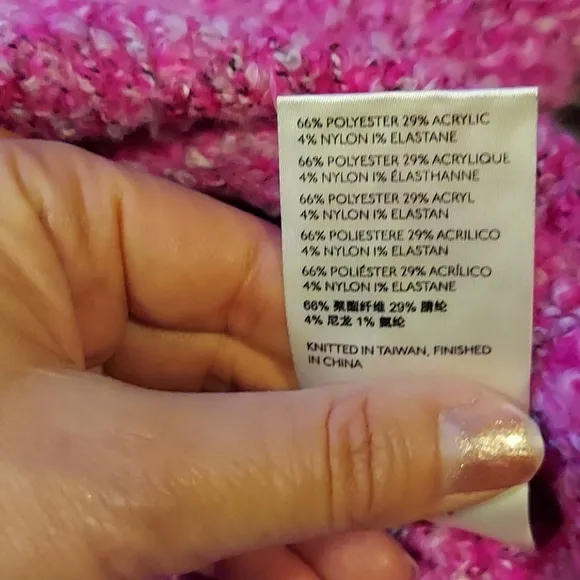 66% POLYESTER 29% ACRYLIC
4% NYLON 1% ELASTANE
66% POLYESTER 29% ACRYLIQUE
4% NYLON 1% ÉLASTHANNE
66% POLYESTER 29% ACRYL
4% NYLON 1% ELASTAN
66% POLIESTERE 29% ACRILICO
4% NYLON 1% ELASTAN
66% POLIÉSTER 29% ACRÍLICO
4% NYLON 1% ELASTANE
66% 聚酯纤维 29% 腈纶
4% 尼龙 1% 氨纶
KNITTED IN TAIWAN, FINISHED
IN CHINA